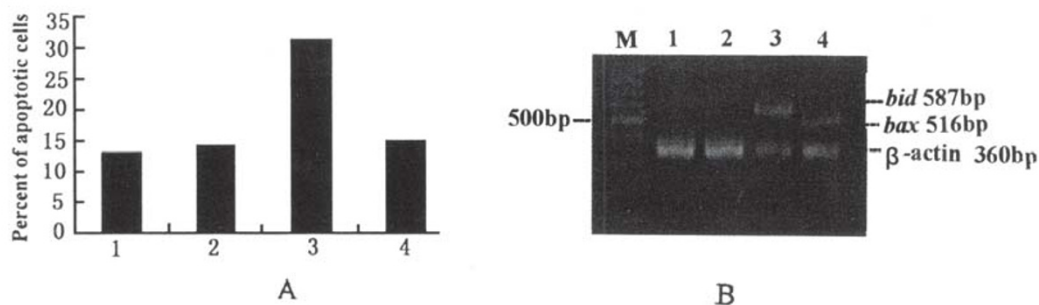 Percent of apoptotic cells
35
30
25
20
15
10
5
0
1 2 3 4
A
M 1 2 3 4
500bp
bid 587bp
bax 516bp
β-actin 360bp
B